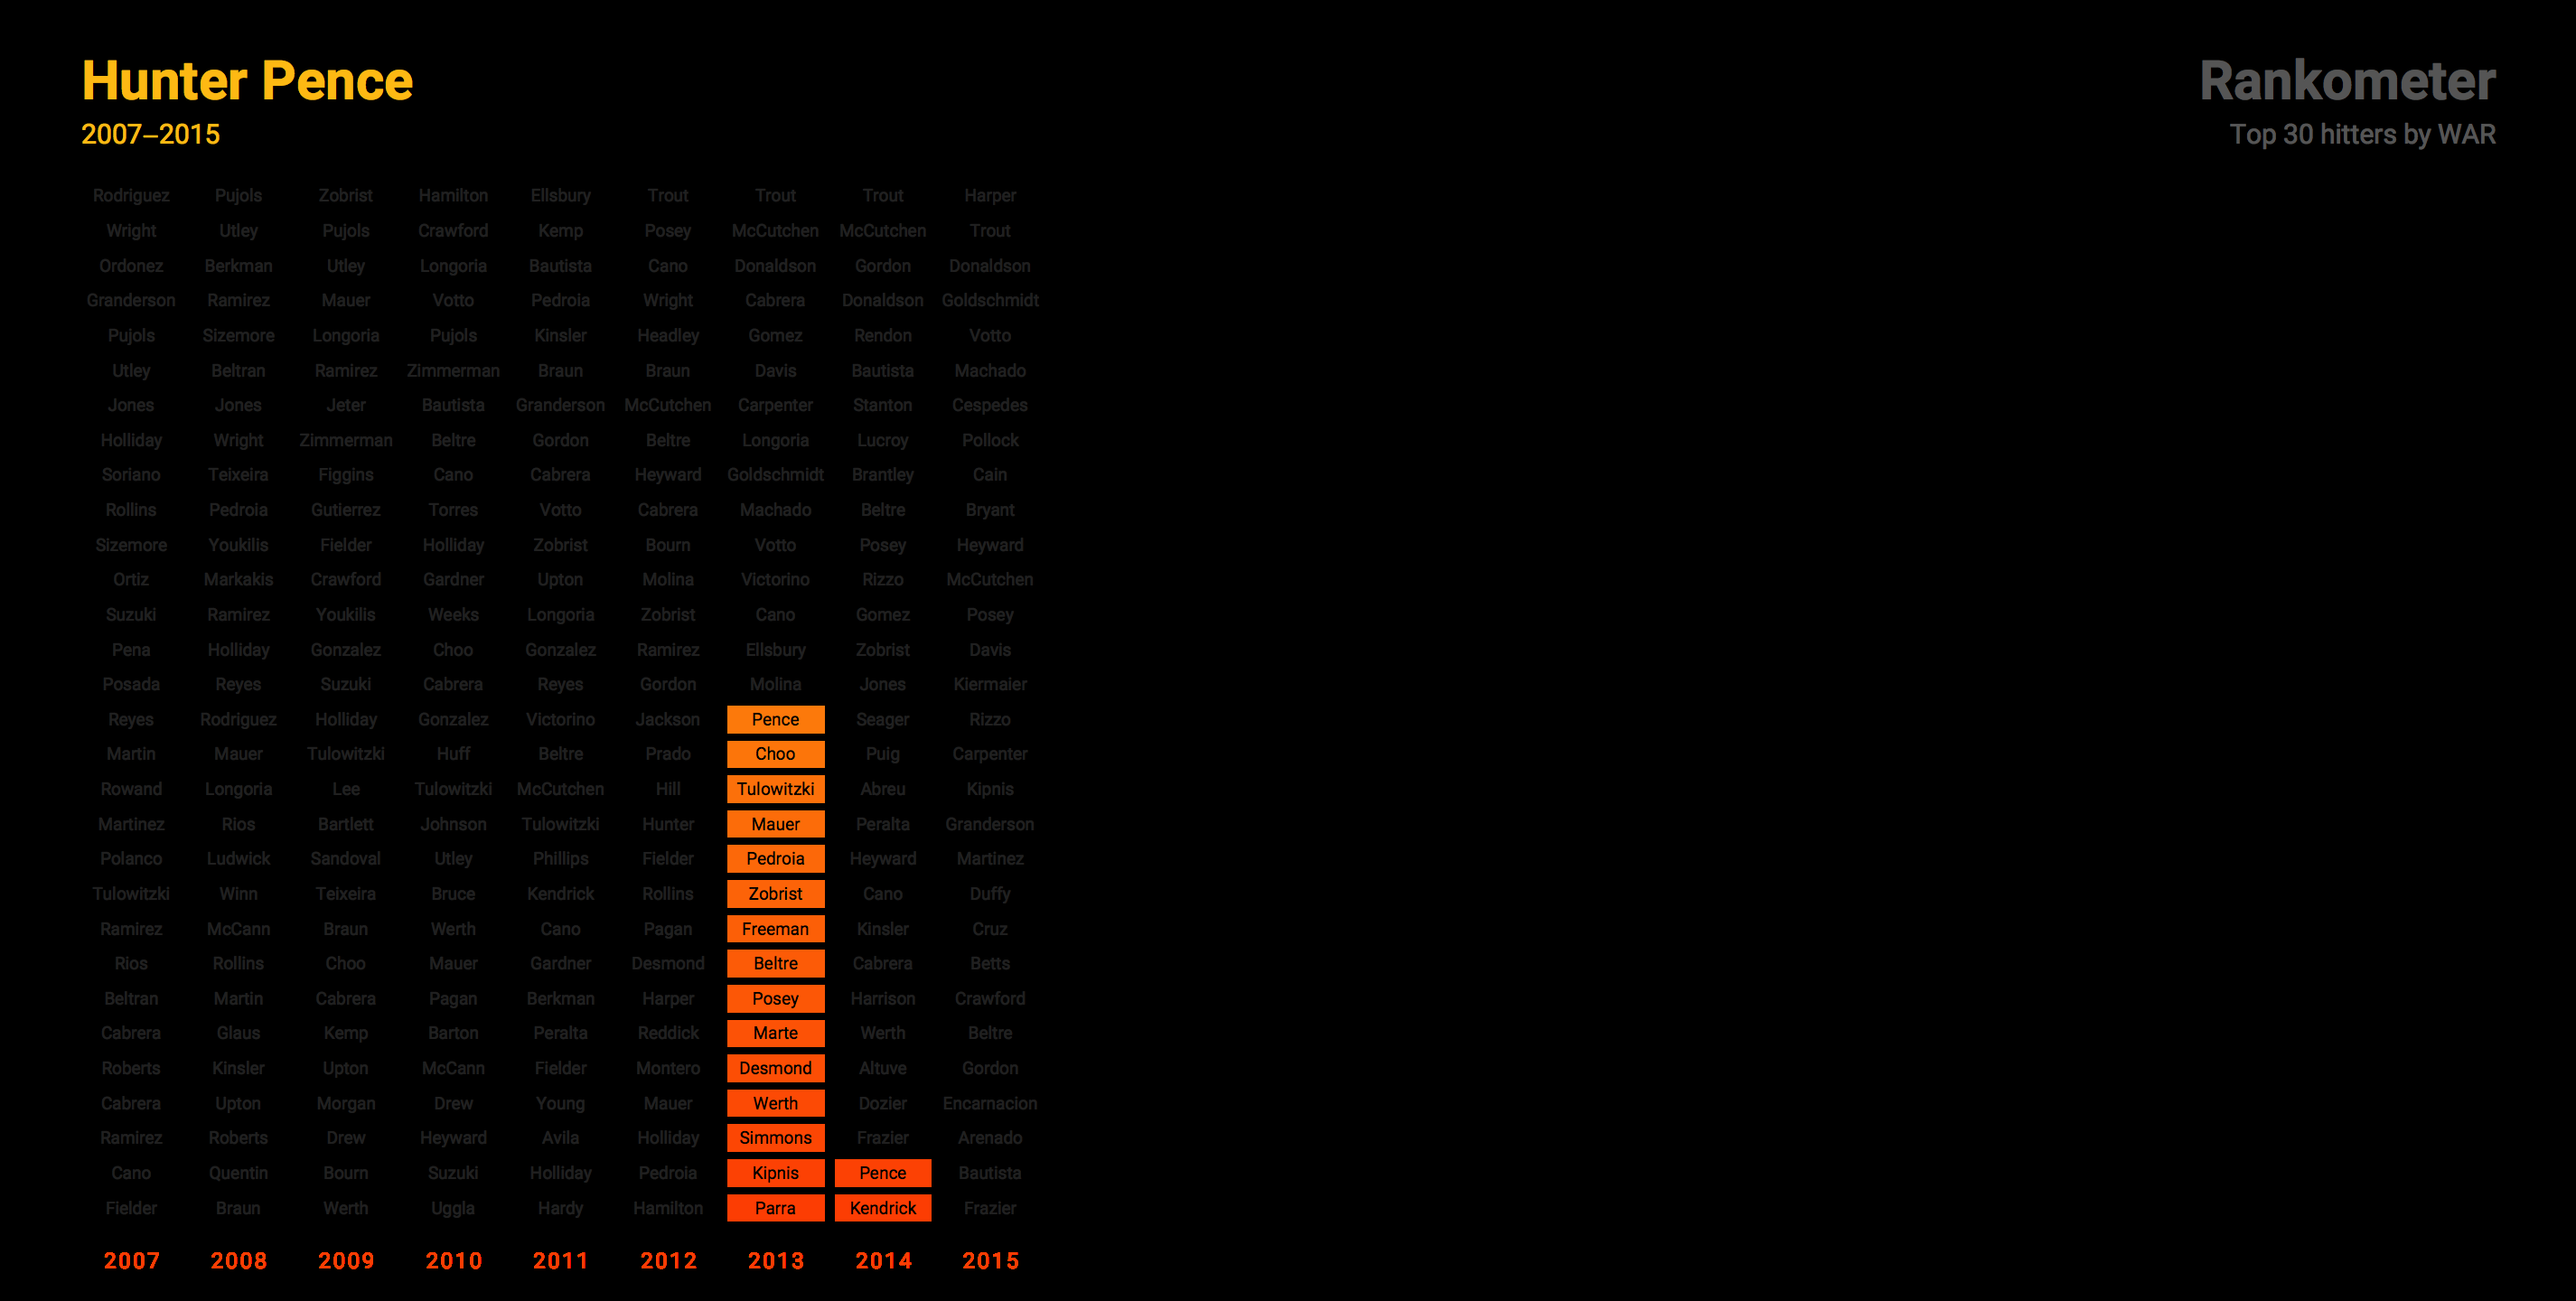 Hunter Pence
2007–2015
Rankometer
Top 30 hitters by WAR
Rodriguez Pujols Zobrist Hamilton Ellsbury Trout Trout Trout Harper
Wright Utley Pujols Crawford Kemp Posey McCutchen McCutchen Trout
Ordonez Berkman Utley Longoria Bautista Cano Donaldson Gordon Donaldson
Granderson Ramirez Mauer Votto Pedroia Wright Cabrera Donaldson Goldschmidt
Pujols Sizemore Longoria Pujols Kinsler Headley Gomez Rendon Votto
Utley Beltran Ramirez Zimmerman Braun Braun Davis Bautista Machado
Jones Jones Jeter Bautista Granderson McCutchen Carpenter Stanton Cespedes
Holliday Wright Zimmerman Beltre Gordon Beltre Longoria Lucroy Pollock
Soriano Teixeira Figgins Cano Cabrera Heyward Goldschmidt Brantley Cain
Rollins Pedroia Gutierrez Torres Votto Cabrera Machado Beltre Bryant
Sizemore Youkilis Fielder Holliday Zobrist Bourn Votto Posey Heyward
Ortiz Markakis Crawford Gardner Upton Molina Victorino Rizzo McCutchen
Suzuki Ramirez Youkilis Weeks Longoria Zobrist Cano Gomez Posey
Pena Holliday Gonzalez Choo Gonzalez Ramirez Ellsbury Zobrist Davis
Posada Reyes Suzuki Cabrera Reyes Gordon Molina Jones Kiermaier
Reyes Rodriguez Holliday Gonzalez Victorino Jackson Pence Seager Rizzo
Martin Mauer Tulowitzki Huff Beltre Prado Choo Puig Carpenter
Rowand Longoria Lee Tulowitzki McCutchen Hill Tulowitzki Abreu Kipnis
Martinez Rios Bartlett Johnson Tulowitzki Hunter Mauer Peralta Granderson
Polanco Ludwick Sandoval Utley Phillips Fielder Pedroia Heyward Martinez
Tulowitzki Winn Teixeira Bruce Kendrick Rollins Zobrist Cano Duffy
Ramirez McCann Braun Werth Cano Pagan Freeman Kinsler Cruz
Rios Rollins Choo Mauer Gardner Desmond Beltre Cabrera Betts
Beltran Martin Cabrera Pagan Berkman Harper Posey Harrison Crawford
Cabrera Glaus Kemp Barton Peralta Reddick Marte Werth Beltre
Roberts Kinsler Upton McCann Fielder Montero Desmond Altuve Gordon
Cabrera Upton Morgan Drew Young Mauer Werth Dozier Encarnacion
Ramirez Roberts Drew Heyward Avila Holliday Simmons Frazier Arenado
Cano Quentin Bourn Suzuki Holliday Pedroia Kipnis Pence Bautista
Fielder Braun Werth Uggla Hardy Hamilton Parra Kendrick Frazier
2007 2008 2009 2010 2011 2012 2013 2014 2015